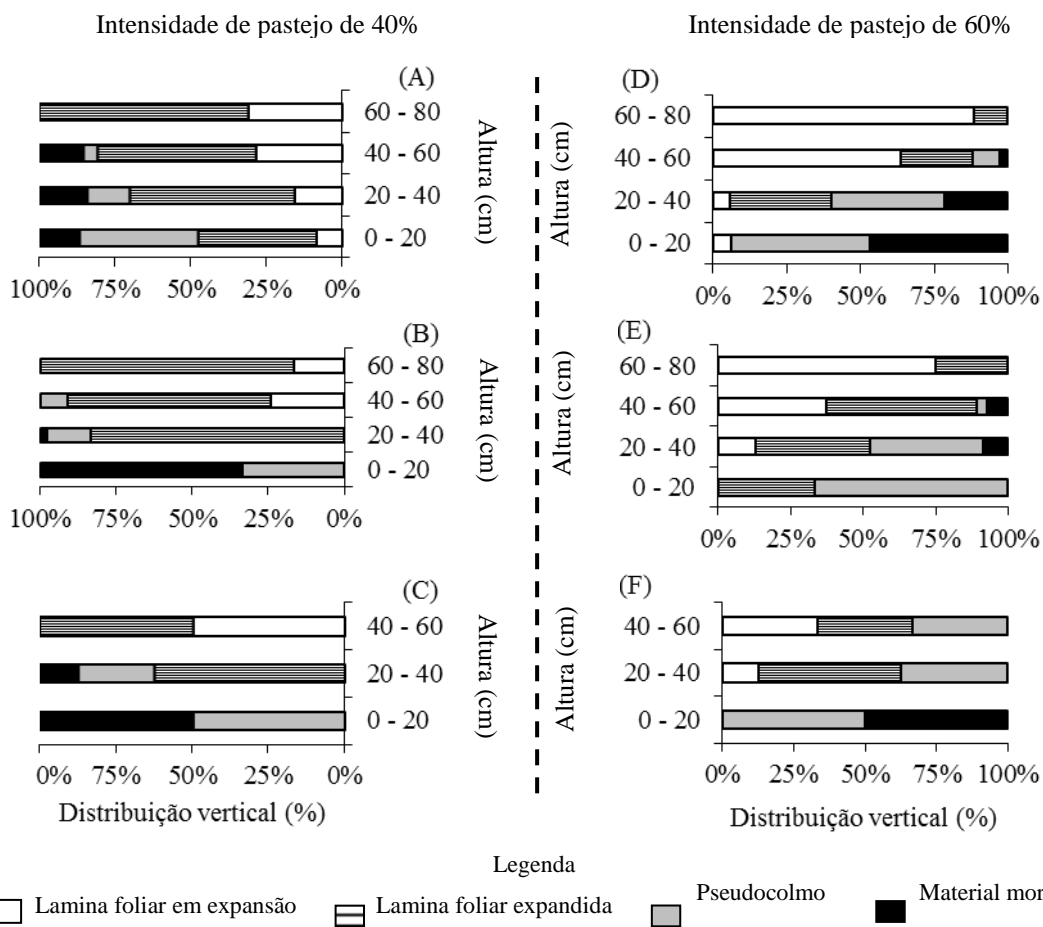 Intensidade de pastejo de 40%
Intensidade de pastejo de 60%
(A)
60 - 80
40 - 60
20 - 40
0 - 20
Altura (cm)
100% 75% 50% 25% 0%
(D)
Altura (cm)
60 - 80
40 - 60
20 - 40
0 - 20
0% 25% 50% 75% 100%
(B)
60 - 80
40 - 60
20 - 40
0 - 20
Altura (cm)
100% 75% 50% 25% 0%
(E)
Altura (cm)
60 - 80
40 - 60
20 - 40
0 - 20
0% 25% 50% 75% 100%
(C)
40 - 60
20 - 40
0 - 20
Altura (cm)
0% 75% 50% 25% 0%
Distribuição vertical (%)
(F)
Altura (cm)
40 - 60
20 - 40
0 - 20
0% 25% 50% 75% 100%
Distribuição vertical (%)
Legenda
Lamina foliar em expansão
Lamina foliar expandida
Pseudocolmo
Material mor